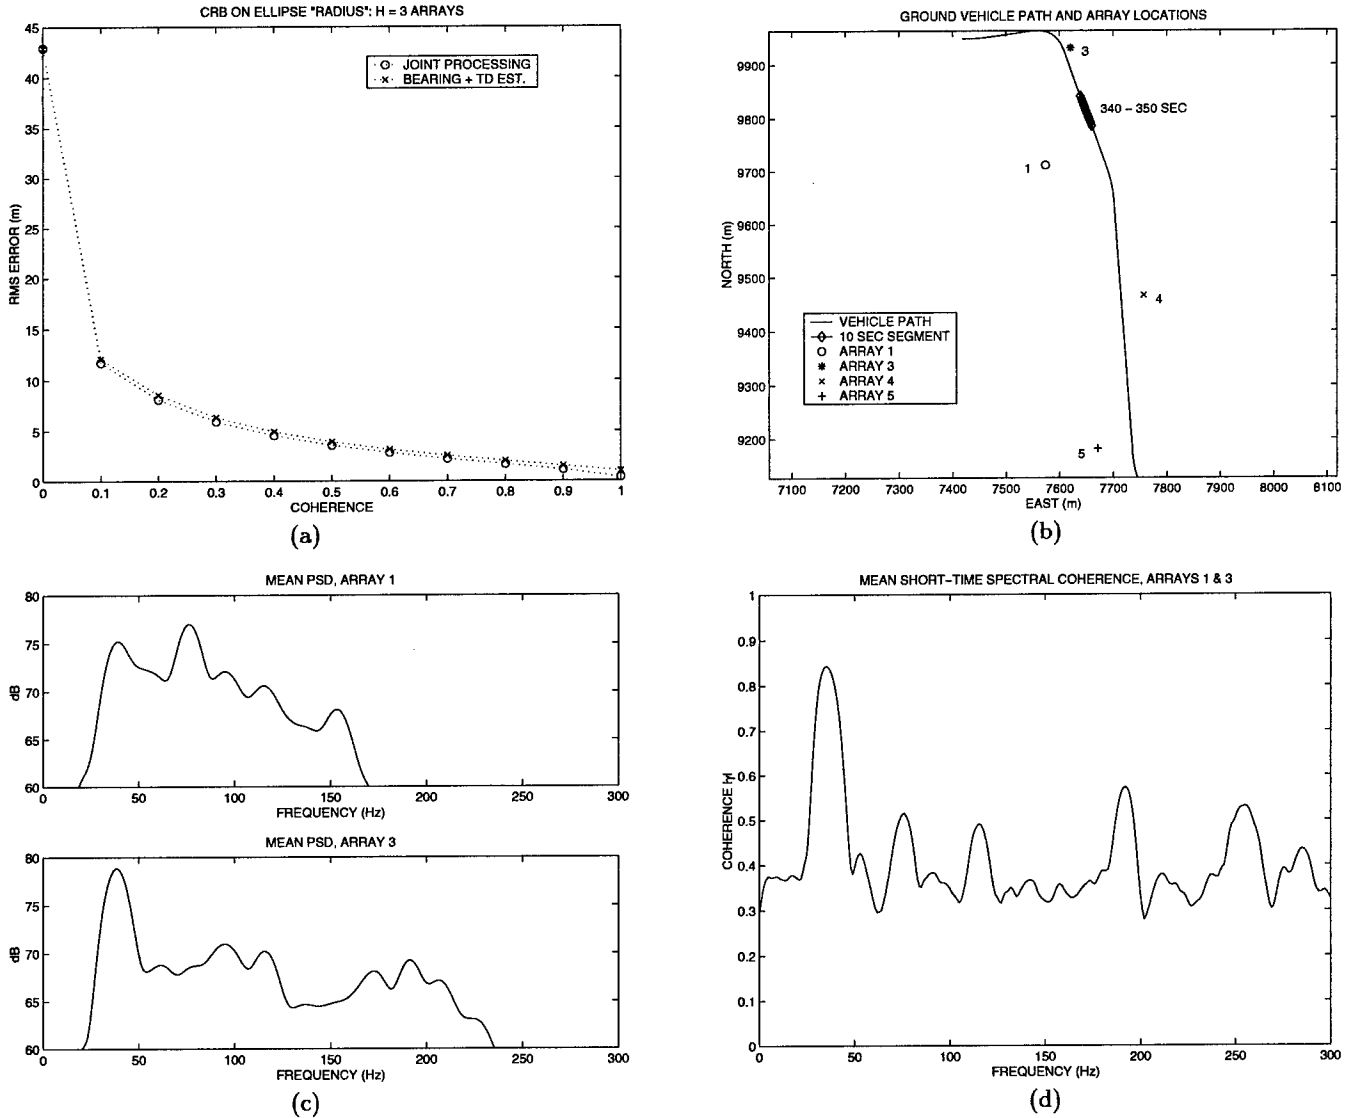 CRB ON ELLIPSE "RADIUS": H = 3 ARRAYS
JOINT PROCESSING
BEARING + TD EST.
45
40
35
30
25
20
15
10
5
0
RMS ERROR (m)
0 0.1 0.2 0.3 0.4 0.5 0.6 0.7 0.8 0.9 1
COHERENCE
(a)
GROUND VEHICLE PATH AND ARRAY LOCATIONS
3
340 – 350 SEC
1
4
5
VEHICLE PATH
10 SEC SEGMENT
ARRAY 1
ARRAY 3
ARRAY 4
ARRAY 5
9900
9800
9700
9600
9500
9400
9300
9200
NORTH (m)
7100 7200 7300 7400 7500 7600 7700 7800 7900 8000 8100
EAST (m)
(b)
MEAN PSD, ARRAY 1
80
75
70
65
60
dB
0 50 100 150 200 250 300
FREQUENCY (Hz)
MEAN PSD, ARRAY 3
80
75
70
65
60
dB
0 50 100 150 200 250 300
FREQUENCY (Hz)
(c)
MEAN SHORT–TIME SPECTRAL COHERENCE, ARRAYS 1 & 3
1
0.9
0.8
0.7
0.6
0.5
0.4
0.3
0.2
0.1
0
COHERENCE |γ|
0 50 100 150 200 250 300
FREQUENCY (Hz)
(d)